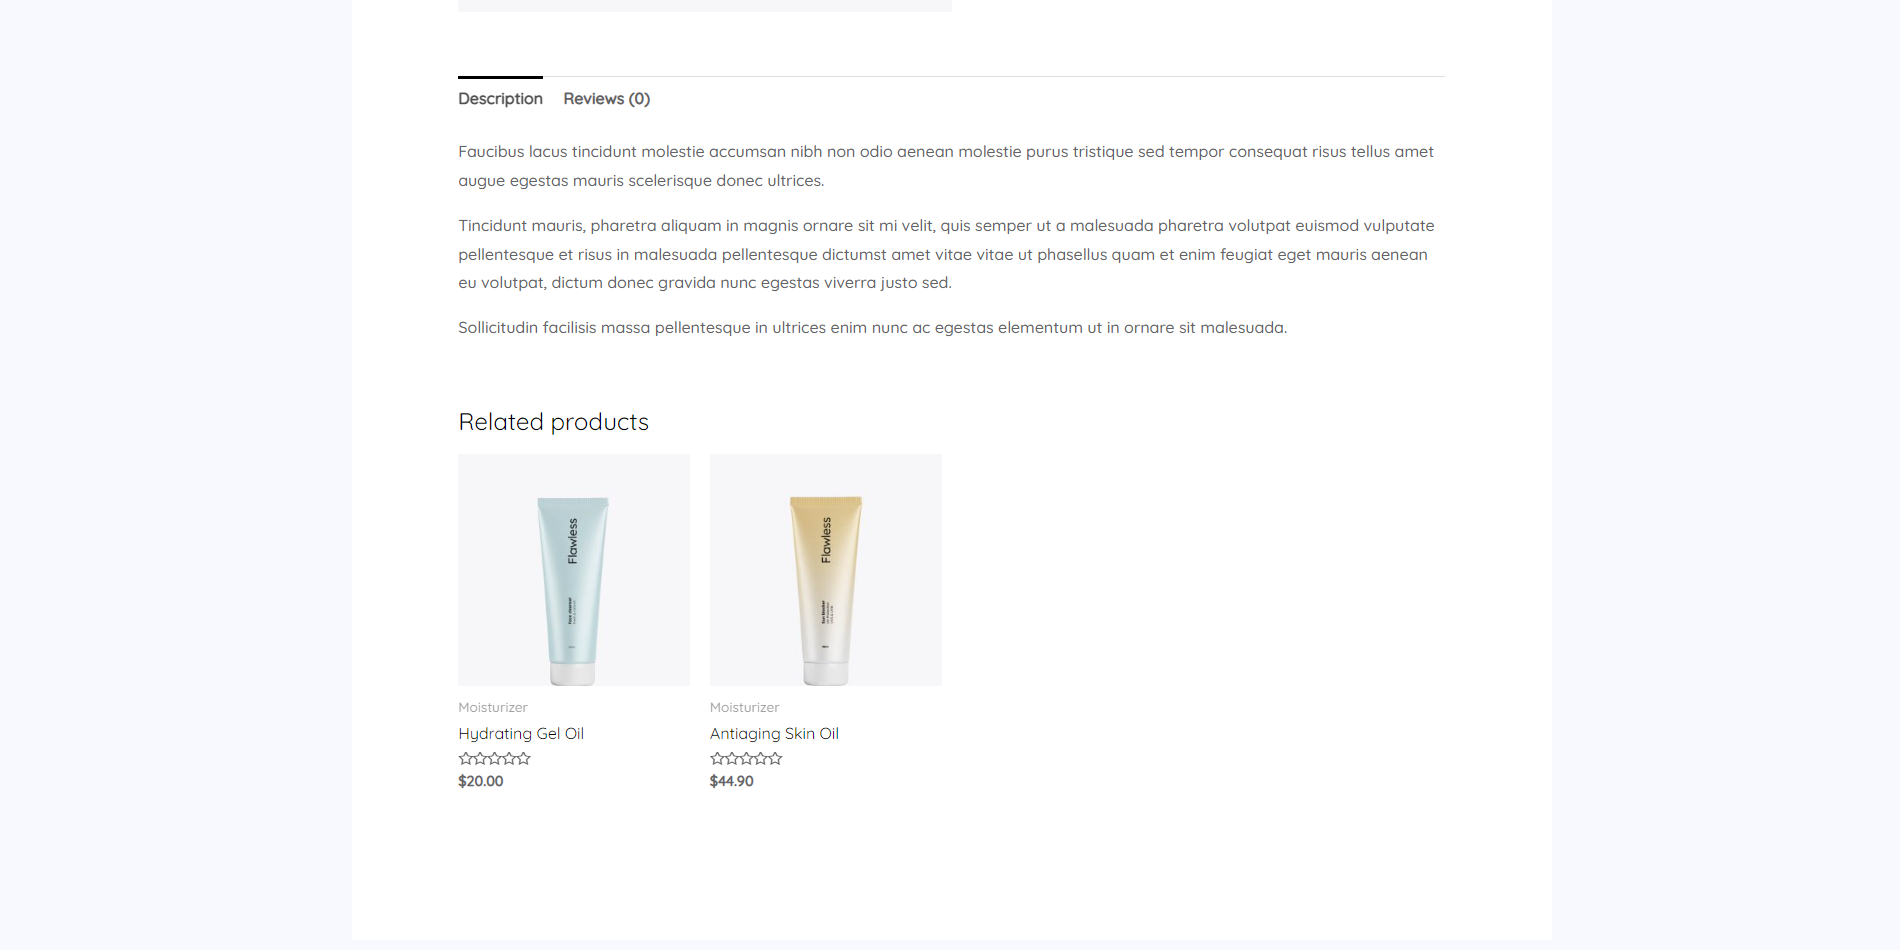 Description Reviews (0)
Faucibus lacus tincidunt molestie accumsan nibh non odio aenean molestie purus tristique sed tempor consequat risus tellus amet
augue egestas mauris scelerisque donec ultrices.
Tincidunt mauris, pharetra aliquam in magnis ornare sit mi velit, quis semper ut a malesuada pharetra volutpat euismod vulputate
pellentesque et risus in malesuada pellentesque dictumst amet vitae vitae ut phasellus quam et enim feugiat eget mauris aenean
eu volutpat, dictum donec gravida nunc egestas viverra justo sed.
Sollicitudin facilisis massa pellentesque in ultrices enim nunc ac egestas elementum ut in ornare sit malesuada.
Related products
Flawless
Face cleanser
Flawless
Sun blocker
Moisturizer
Hydrating Gel Oil
$20.00
Moisturizer
Antiaging Skin Oil
$44.90